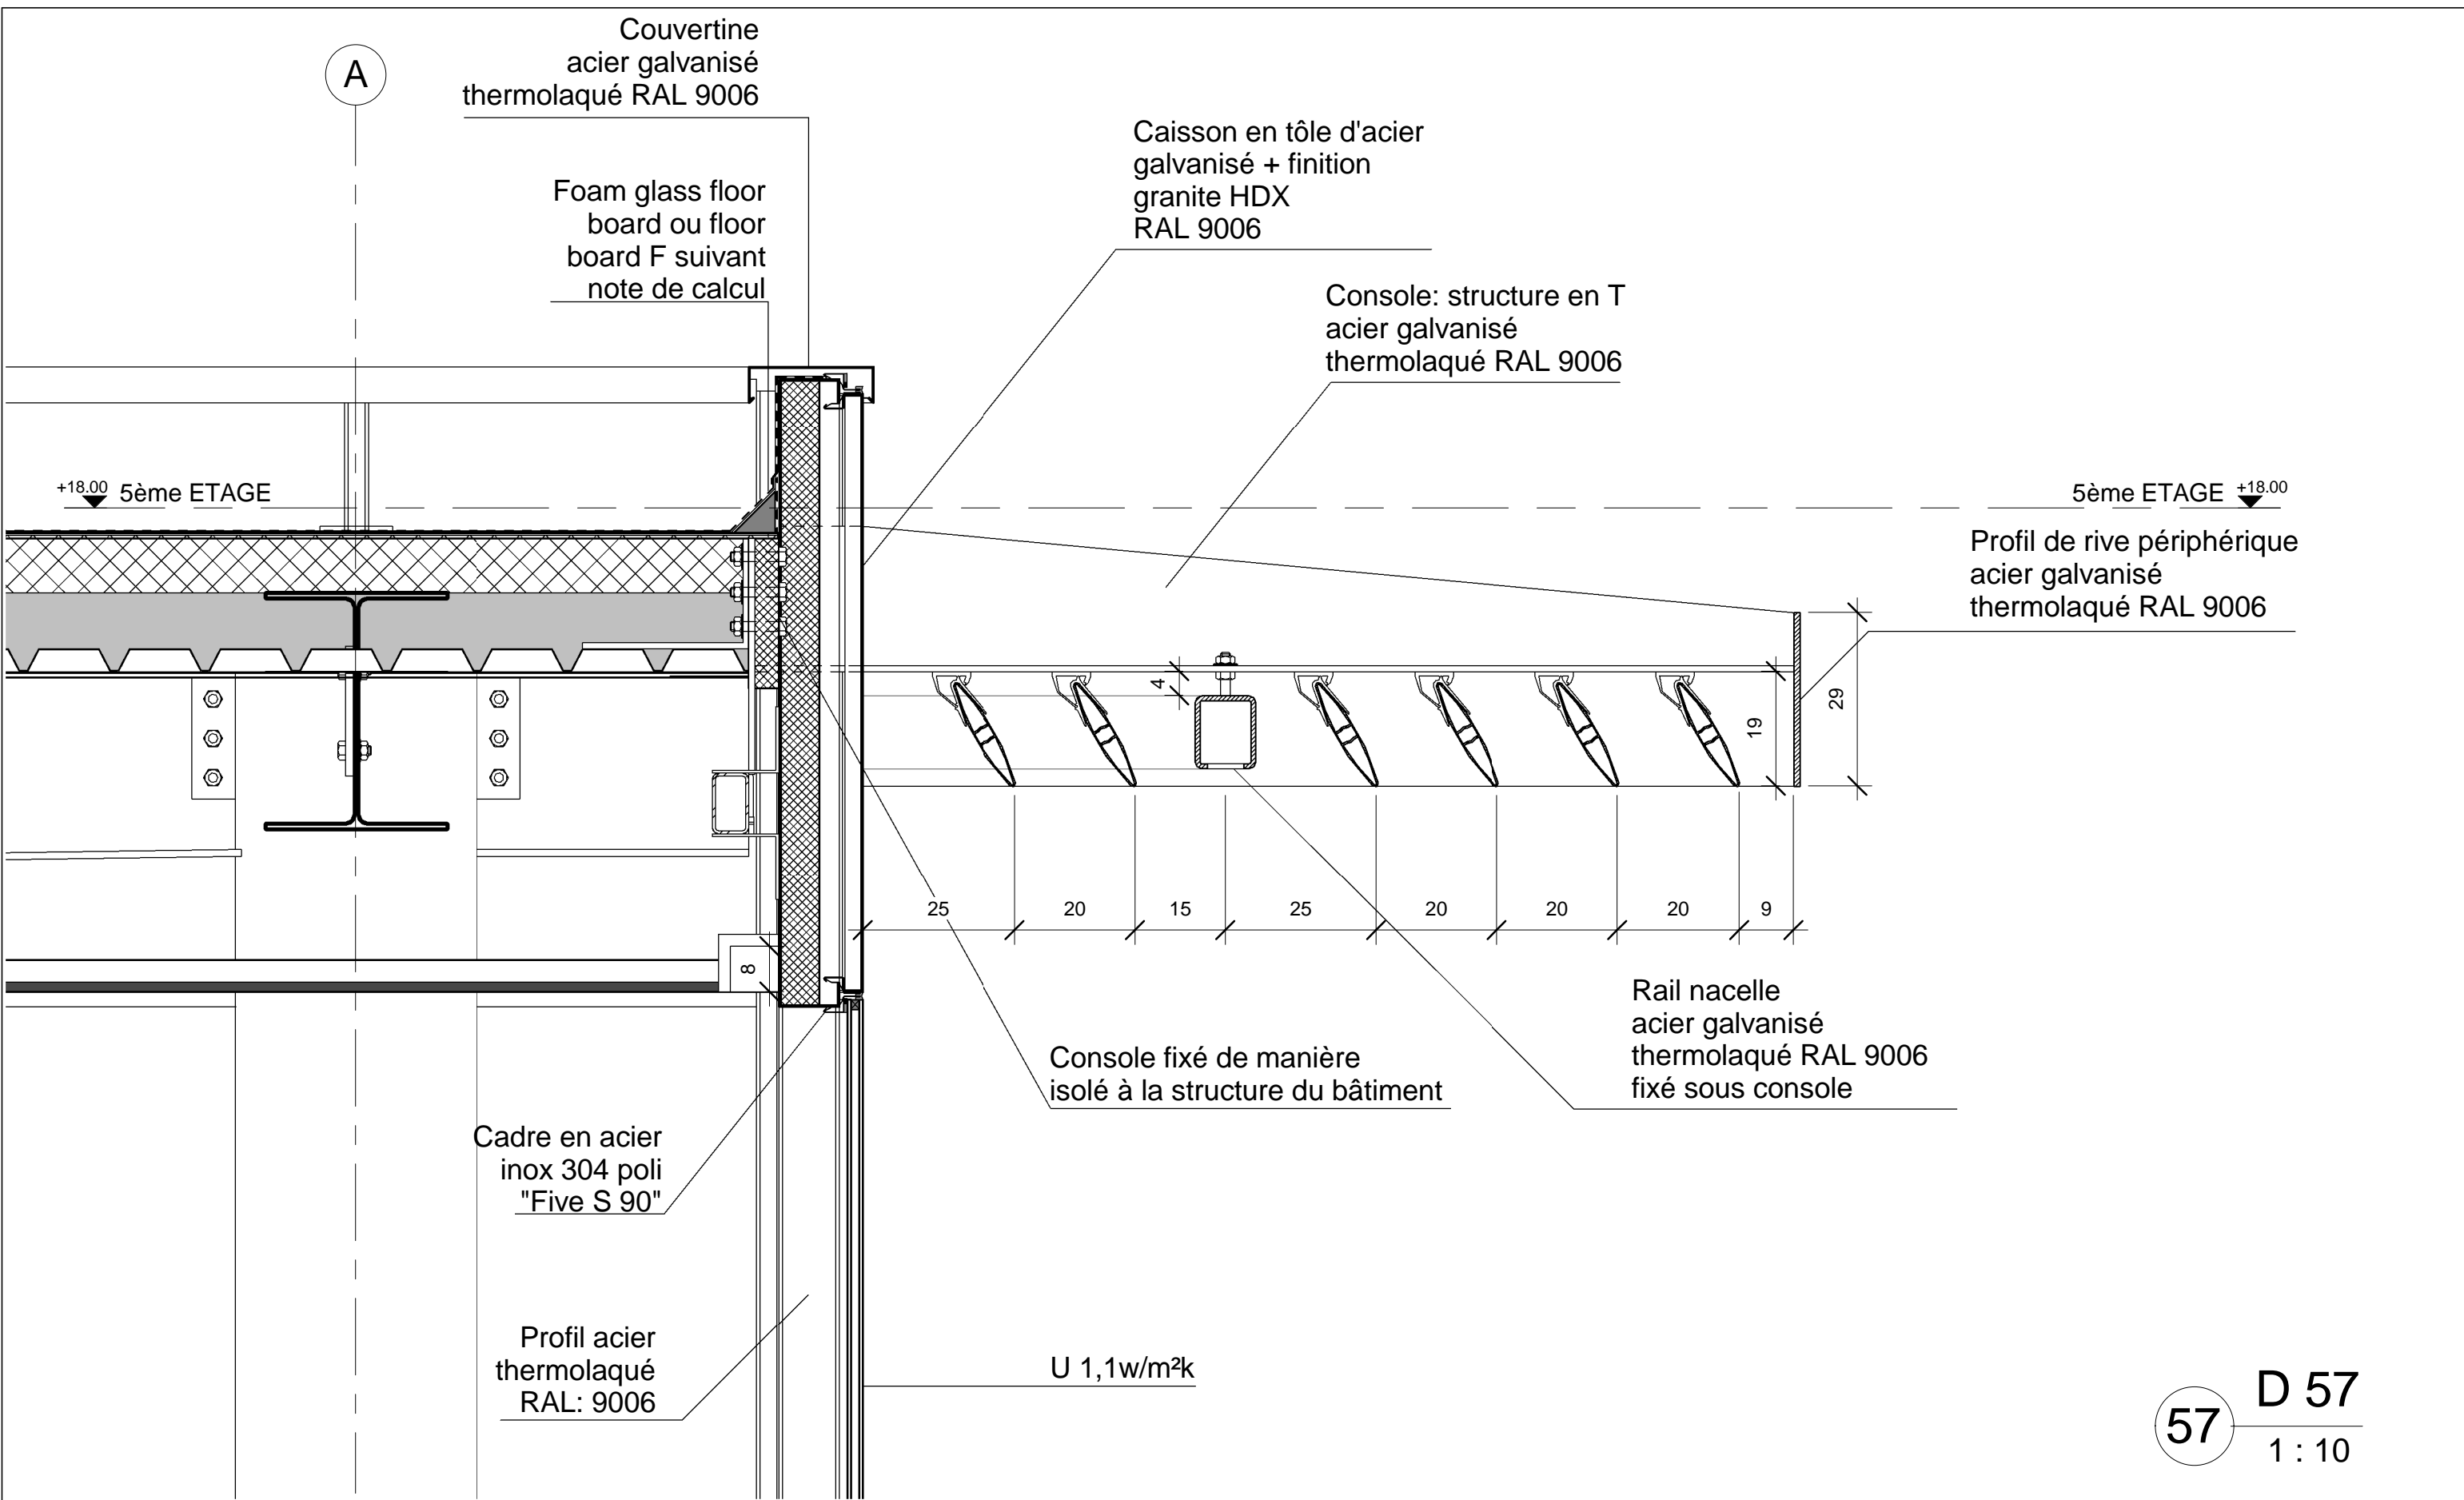 Couvertine
acier galvanisé
thermolaqué RAL 9006
A
Caisson en tôle d'acier
galvanisé + finition
granite HDX
RAL 9006
Foam glass floor
board ou floor
board F suivant
note de calcul
Console: structure en T
acier galvanisé
thermolaqué RAL 9006
+18.00 5ème ETAGE
5ème ETAGE +18.00
Profil de rive périphérique
acier galvanisé
thermolaqué RAL 9006
4
19
29
25 20 15 25 20 20 20 9
8
Rail nacelle
acier galvanisé
thermolaqué RAL 9006
fixé sous console
Console fixé de manière
isolé à la structure du bâtiment
Cadre en acier
inox 304 poli
"Five S 90"
Profil acier
thermolaqué
RAL: 9006
U 1,1w/m²k
57
D 57
1 : 10